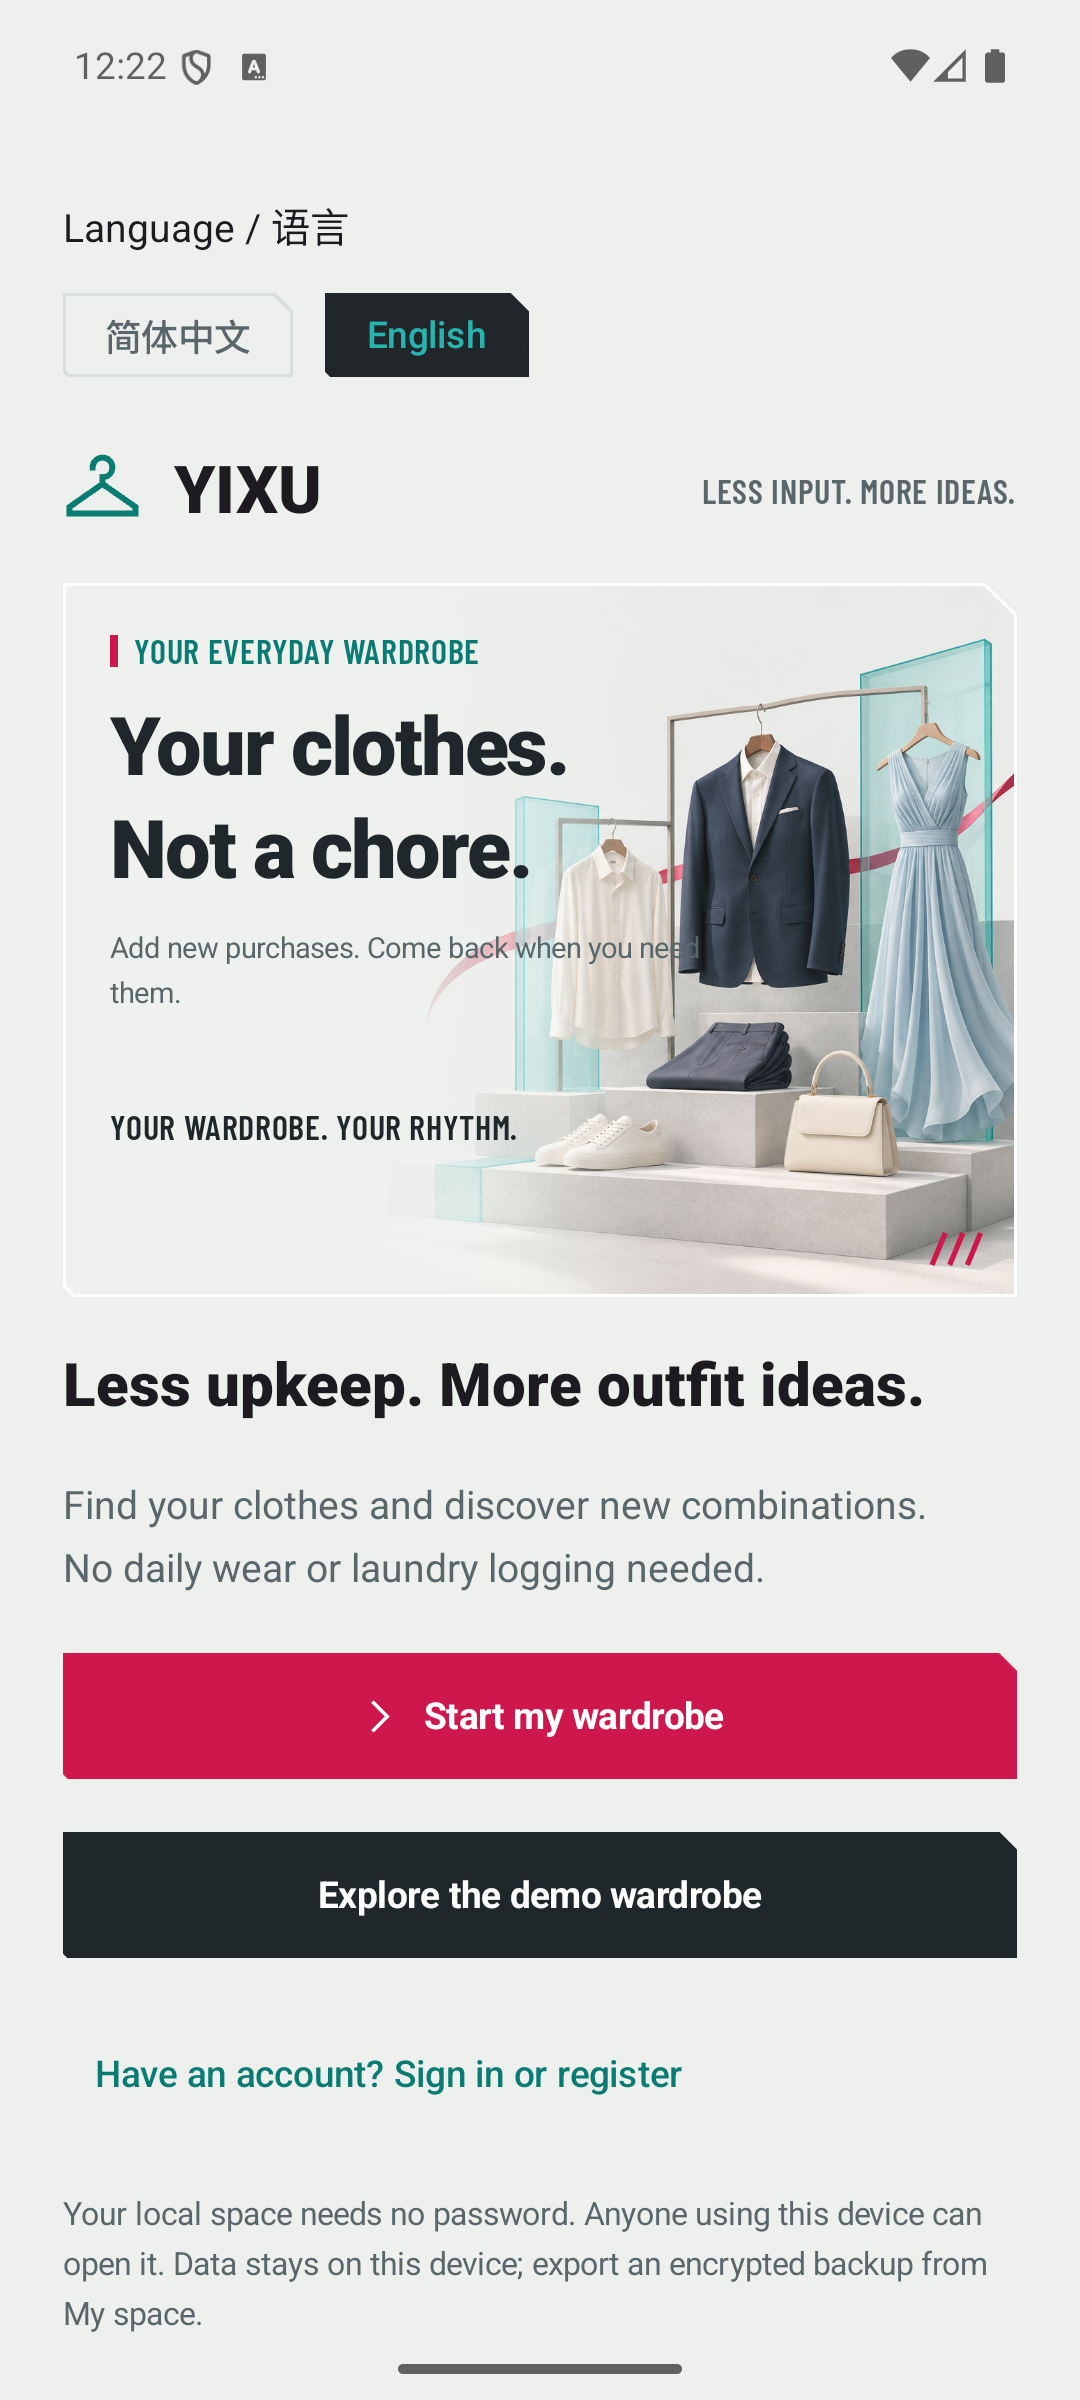 12:22
Language / 语言
简体中文
English
YIXU
LESS INPUT. MORE IDEAS.
YOUR EVERYDAY WARDROBE
Your clothes.
Not a chore.
Add new purchases. Come back when you need
them.
YOUR WARDROBE. YOUR RHYTHM.
Less upkeep. More outfit ideas.
Find your clothes and discover new combinations.
No daily wear or laundry logging needed.
Start my wardrobe
Explore the demo wardrobe
Have an account? Sign in or register
Your local space needs no password. Anyone using this device can
open it. Data stays on this device; export an encrypted backup from
My space.